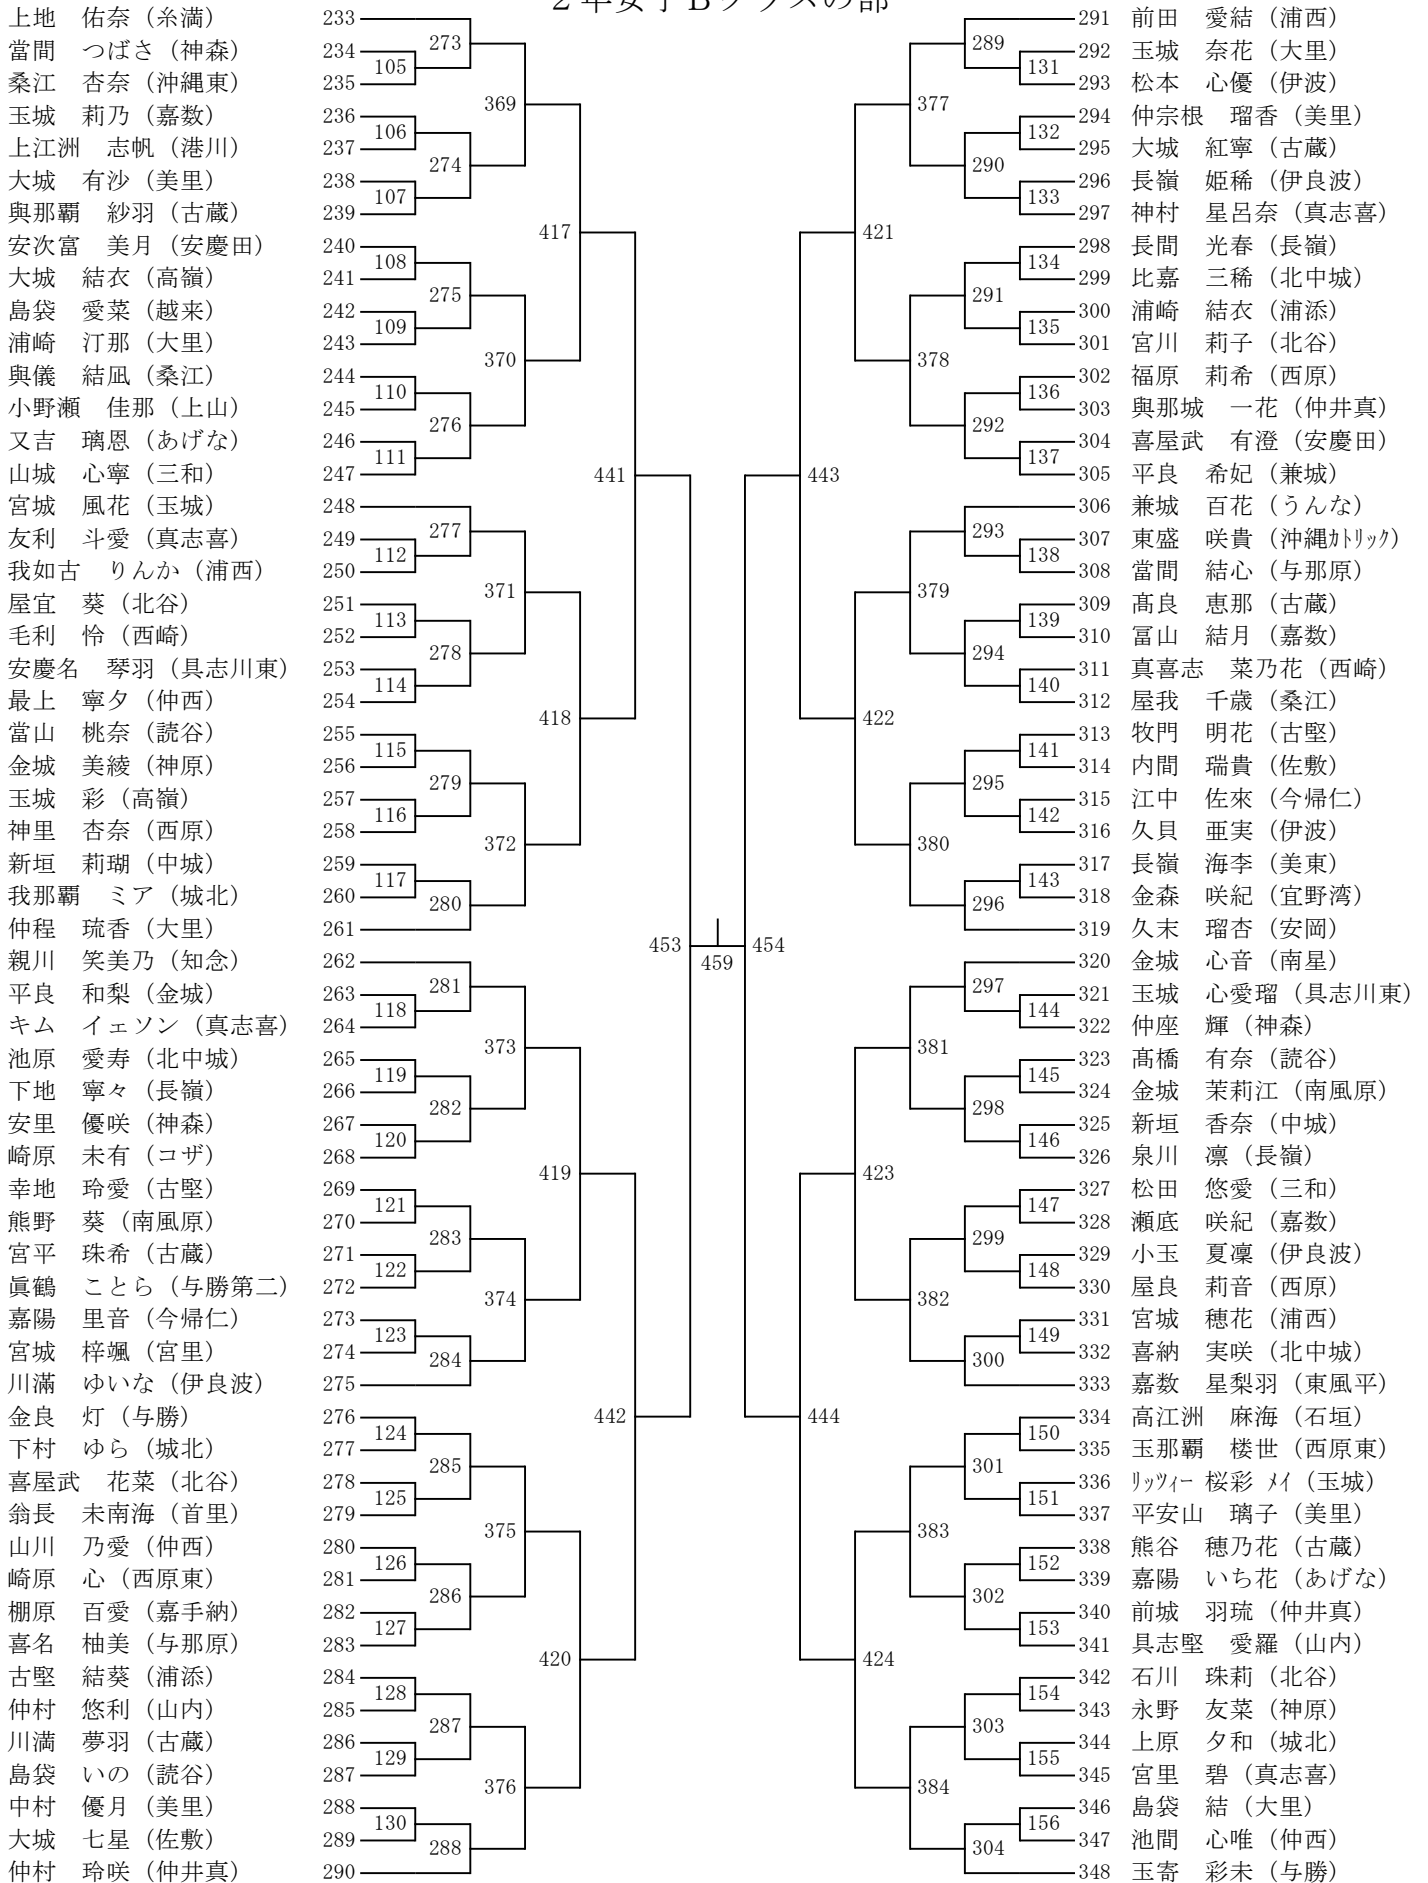 2年女子Bクラスの部
上地 佑奈（糸満） 233
當間 つばさ（神森） 234
桑江 杏奈（沖縄東） 235
玉城 莉乃（嘉数） 236
上江洲 志帆（港川） 237
大城 有沙（美里） 238
與那覇 紗羽（古蔵） 239
安次富 美月（安慶田） 240
大城 結衣（高嶺） 241
島袋 愛菜（越来） 242
浦崎 汀那（大里） 243
與儀 結凪（桑江） 244
小野瀬 佳那（上山） 245
又吉 璃恩（あげな） 246
山城 心寧（三和） 247
宮城 風花（玉城） 248
友利 斗愛（真志喜） 249
我如古 りんか（浦西） 250
屋宜 葵（北谷） 251
毛利 怜（西崎） 252
安慶名 琴羽（具志川東） 253
最上 寧夕（仲西） 254
當山 桃奈（読谷） 255
金城 美綾（神原） 256
玉城 彩（高嶺） 257
神里 杏奈（西原） 258
新垣 莉瑚（中城） 259
我那覇 ミア（城北） 260
仲程 琉香（大里） 261
親川 笑美乃（知念） 262
平良 和梨（金城） 263
キム イェソン（真志喜） 264
池原 愛寿（北中城） 265
下地 寧々（長嶺） 266
安里 優咲（神森） 267
崎原 未有（コザ） 268
幸地 玲愛（古堅） 269
熊野 葵（南風原） 270
宮平 珠希（古蔵） 271
眞鶴 ことら（与勝第二） 272
嘉陽 里音（今帰仁） 273
宮城 梓颯（宮里） 274
川滿 ゆいな（伊良波） 275
金良 灯（与勝） 276
下村 ゆら（城北） 277
喜屋武 花菜（北谷） 278
翁長 未南海（首里） 279
山川 乃愛（仲西） 280
崎原 心（西原東） 281
棚原 百愛（嘉手納） 282
喜名 柚美（与那原） 283
古堅 結葵（浦添） 284
仲村 悠利（山内） 285
川満 夢羽（古蔵） 286
島袋 いの（読谷） 287
中村 優月（美里） 288
大城 七星（佐敷） 289
仲村 玲咲（仲井真） 290
105
106
107
108
109
110
111
112
113
114
115
116
117
118
119
120
121
122
123
124
125
126
127
128
129
130
273
274
275
276
277
278
279
280
281
282
283
284
285
286
287
288
369
370
371
372
373
374
375
376
417
418
419
420
441
442
453
459
454
443
444
421
422
423
424
377
378
379
380
381
382
383
384
289
290
291
292
293
294
295
296
297
298
299
300
301
302
303
304
131
132
133
134
135
136
137
138
139
140
141
142
143
144
145
146
147
148
149
150
151
152
153
154
155
156
291 前田 愛結（浦西）
292 玉城 奈花（大里）
293 松本 心優（伊波）
294 仲宗根 瑠香（美里）
295 大城 紅寧（古蔵）
296 長嶺 姫稀（伊良波）
297 神村 星呂奈（真志喜）
298 長間 光春（長嶺）
299 比嘉 三稀（北中城）
300 浦崎 結衣（浦添）
301 宮川 莉子（北谷）
302 福原 莉希（西原）
303 與那城 一花（仲井真）
304 喜屋武 有澄（安慶田）
305 平良 希妃（兼城）
306 兼城 百花（うんな）
307 東盛 咲貴（沖縄ｶﾄﾘｯｸ）
308 當間 結心（与那原）
309 髙良 恵那（古蔵）
310 冨山 結月（嘉数）
311 真喜志 菜乃花（西崎）
312 屋我 千歳（桑江）
313 牧門 明花（古堅）
314 内間 瑞貴（佐敷）
315 江中 佐來（今帰仁）
316 久貝 亜実（伊波）
317 長嶺 海李（美東）
318 金森 咲紀（宜野湾）
319 久末 瑠杏（安岡）
320 金城 心音（南星）
321 玉城 心愛瑠（具志川東）
322 仲座 輝（神森）
323 髙橋 有奈（読谷）
324 金城 茉莉江（南風原）
325 新垣 香奈（中城）
326 泉川 凛（長嶺）
327 松田 悠愛（三和）
328 瀬底 咲紀（嘉数）
329 小玉 夏凜（伊良波）
330 屋良 莉音（西原）
331 宮城 穂花（浦西）
332 喜納 実咲（北中城）
333 嘉数 星梨羽（東風平）
334 高江洲 麻海（石垣）
335 玉那覇 楼世（西原東）
336 ﾘｯﾂｨｰ 桜彩 ﾒｲ（玉城）
337 平安山 璃子（美里）
338 熊谷 穂乃花（古蔵）
339 嘉陽 いち花（あげな）
340 前城 羽琉（仲井真）
341 具志堅 愛羅（山内）
342 石川 珠莉（北谷）
343 永野 友菜（神原）
344 上原 夕和（城北）
345 宮里 碧（真志喜）
346 島袋 結（大里）
347 池間 心唯（仲西）
348 玉寄 彩未（与勝）